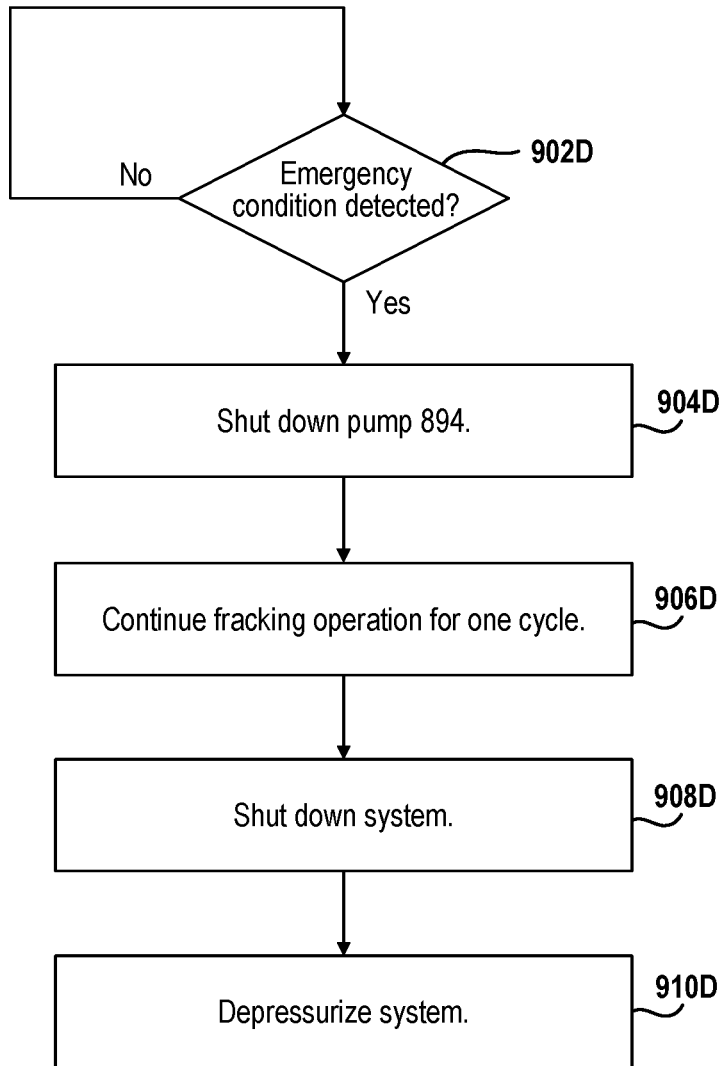 902D
Emergency
condition detected?
No
Yes
904D
Shut down pump 894.
906D
Continue fracking operation for one cycle.
908D
Shut down system.
910D
Depressurize system.